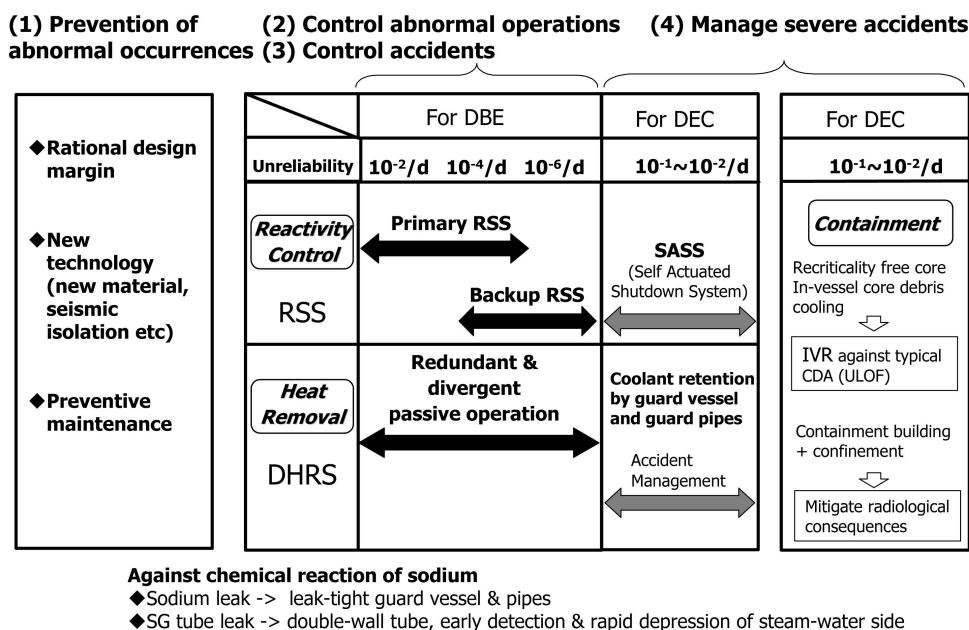 (1) Prevention of
abnormal occurrences
(2) Control abnormal operations
(3) Control accidents
(4) Manage severe accidents
◆Rational design
margin
◆New
technology
(new material,
seismic
isolation etc)
◆Preventive
maintenance
For DBE
For DEC
Unreliability
10⁻²/d
10⁻⁴/d
10⁻⁶/d
10⁻¹~10⁻²/d
Reactivity
Control
RSS
Primary RSS
Backup RSS
SASS
(Self Actuated
Shutdown System)
Heat
Removal
DHRS
Redundant &
divergent
passive operation
Coolant retention
by guard vessel
and guard pipes
Accident
Management
For DEC
10⁻¹~10⁻²/d
Containment
Recriticality free core
In-vessel core debris
cooling
IVR against typical
CDA (ULOF)
Containment building
+ confinement
Mitigate radiological
consequences
Against chemical reaction of sodium
◆Sodium leak -> leak-tight guard vessel & pipes
◆SG tube leak -> double-wall tube, early detection & rapid depression of steam-water side